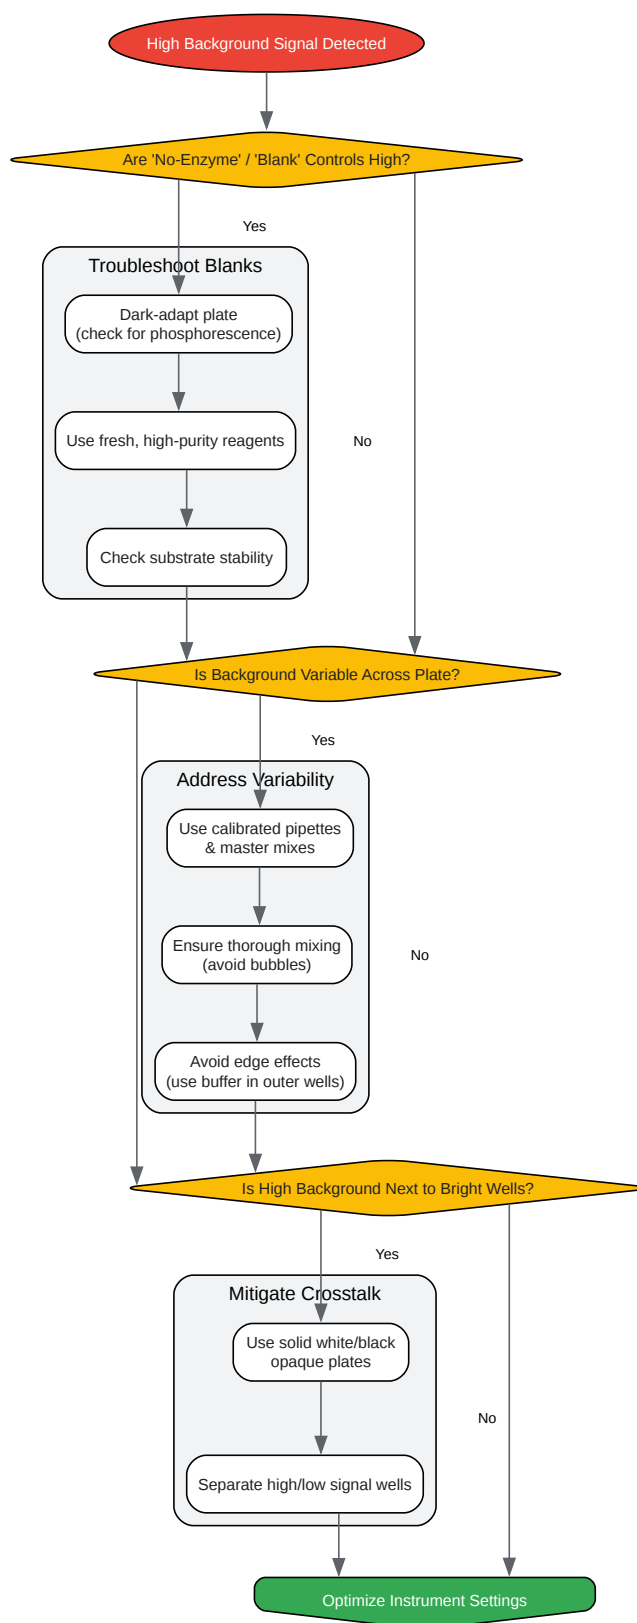 High Background Signal Detected
Are 'No-Enzyme' / 'Blank' Controls High?
Yes
Troubleshoot Blanks
Dark-adapt plate
(check for phosphorescence)
Use fresh, high-purity reagents
No
Check substrate stability
Is Background Variable Across Plate?
Yes
Address Variability
Use calibrated pipettes
& master mixes
Ensure thorough mixing
(avoid bubbles)
No
Avoid edge effects
(use buffer in outer wells)
Is High Background Next to Bright Wells?
Yes
Mitigate Crosstalk
Use solid white/black
opaque plates
No
Separate high/low signal wells
Optimize Instrument Settings